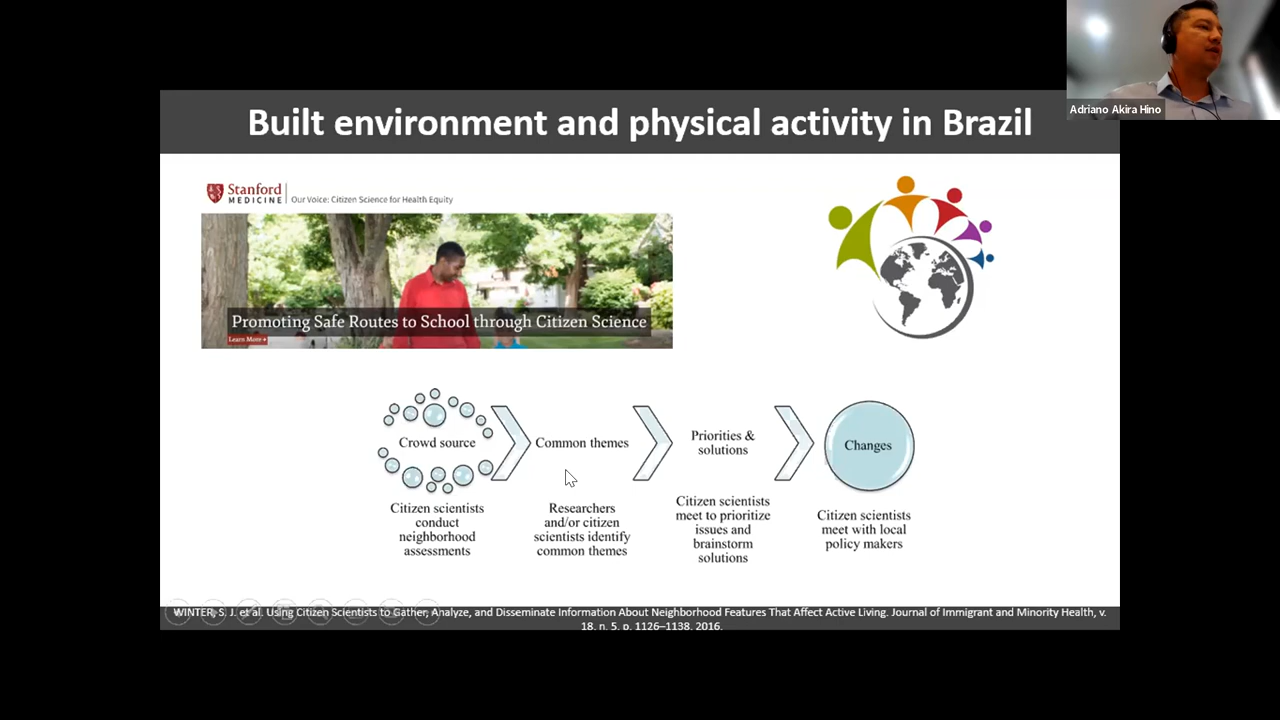 Adriano Akira Hino
Built environment and physical activity in Brazil
Stanford
MEDICINE
Our Voice: Citizen Science for Health Equity
Promoting Safe Routes to School through Citizen Science
Learn More
Crowd source
Citizen scientists
conduct
neighborhood
assessments
Common themes
Researchers
and/or citizen
scientists identify
common themes
Priorities &
solutions
Citizen scientists
meet to prioritize
issues and
brainstorm
solutions
Changes
Citizen scientists
meet with local
policy makers
WINTER, S. J. et al. Using Citizen Scientists to Gather, Analyze, and Disseminate Information About Neighborhood Features That Affect Active Living. Journal of Immigrant and Minority Health, v.
18, n. 5, p. 1126–1138, 2016.